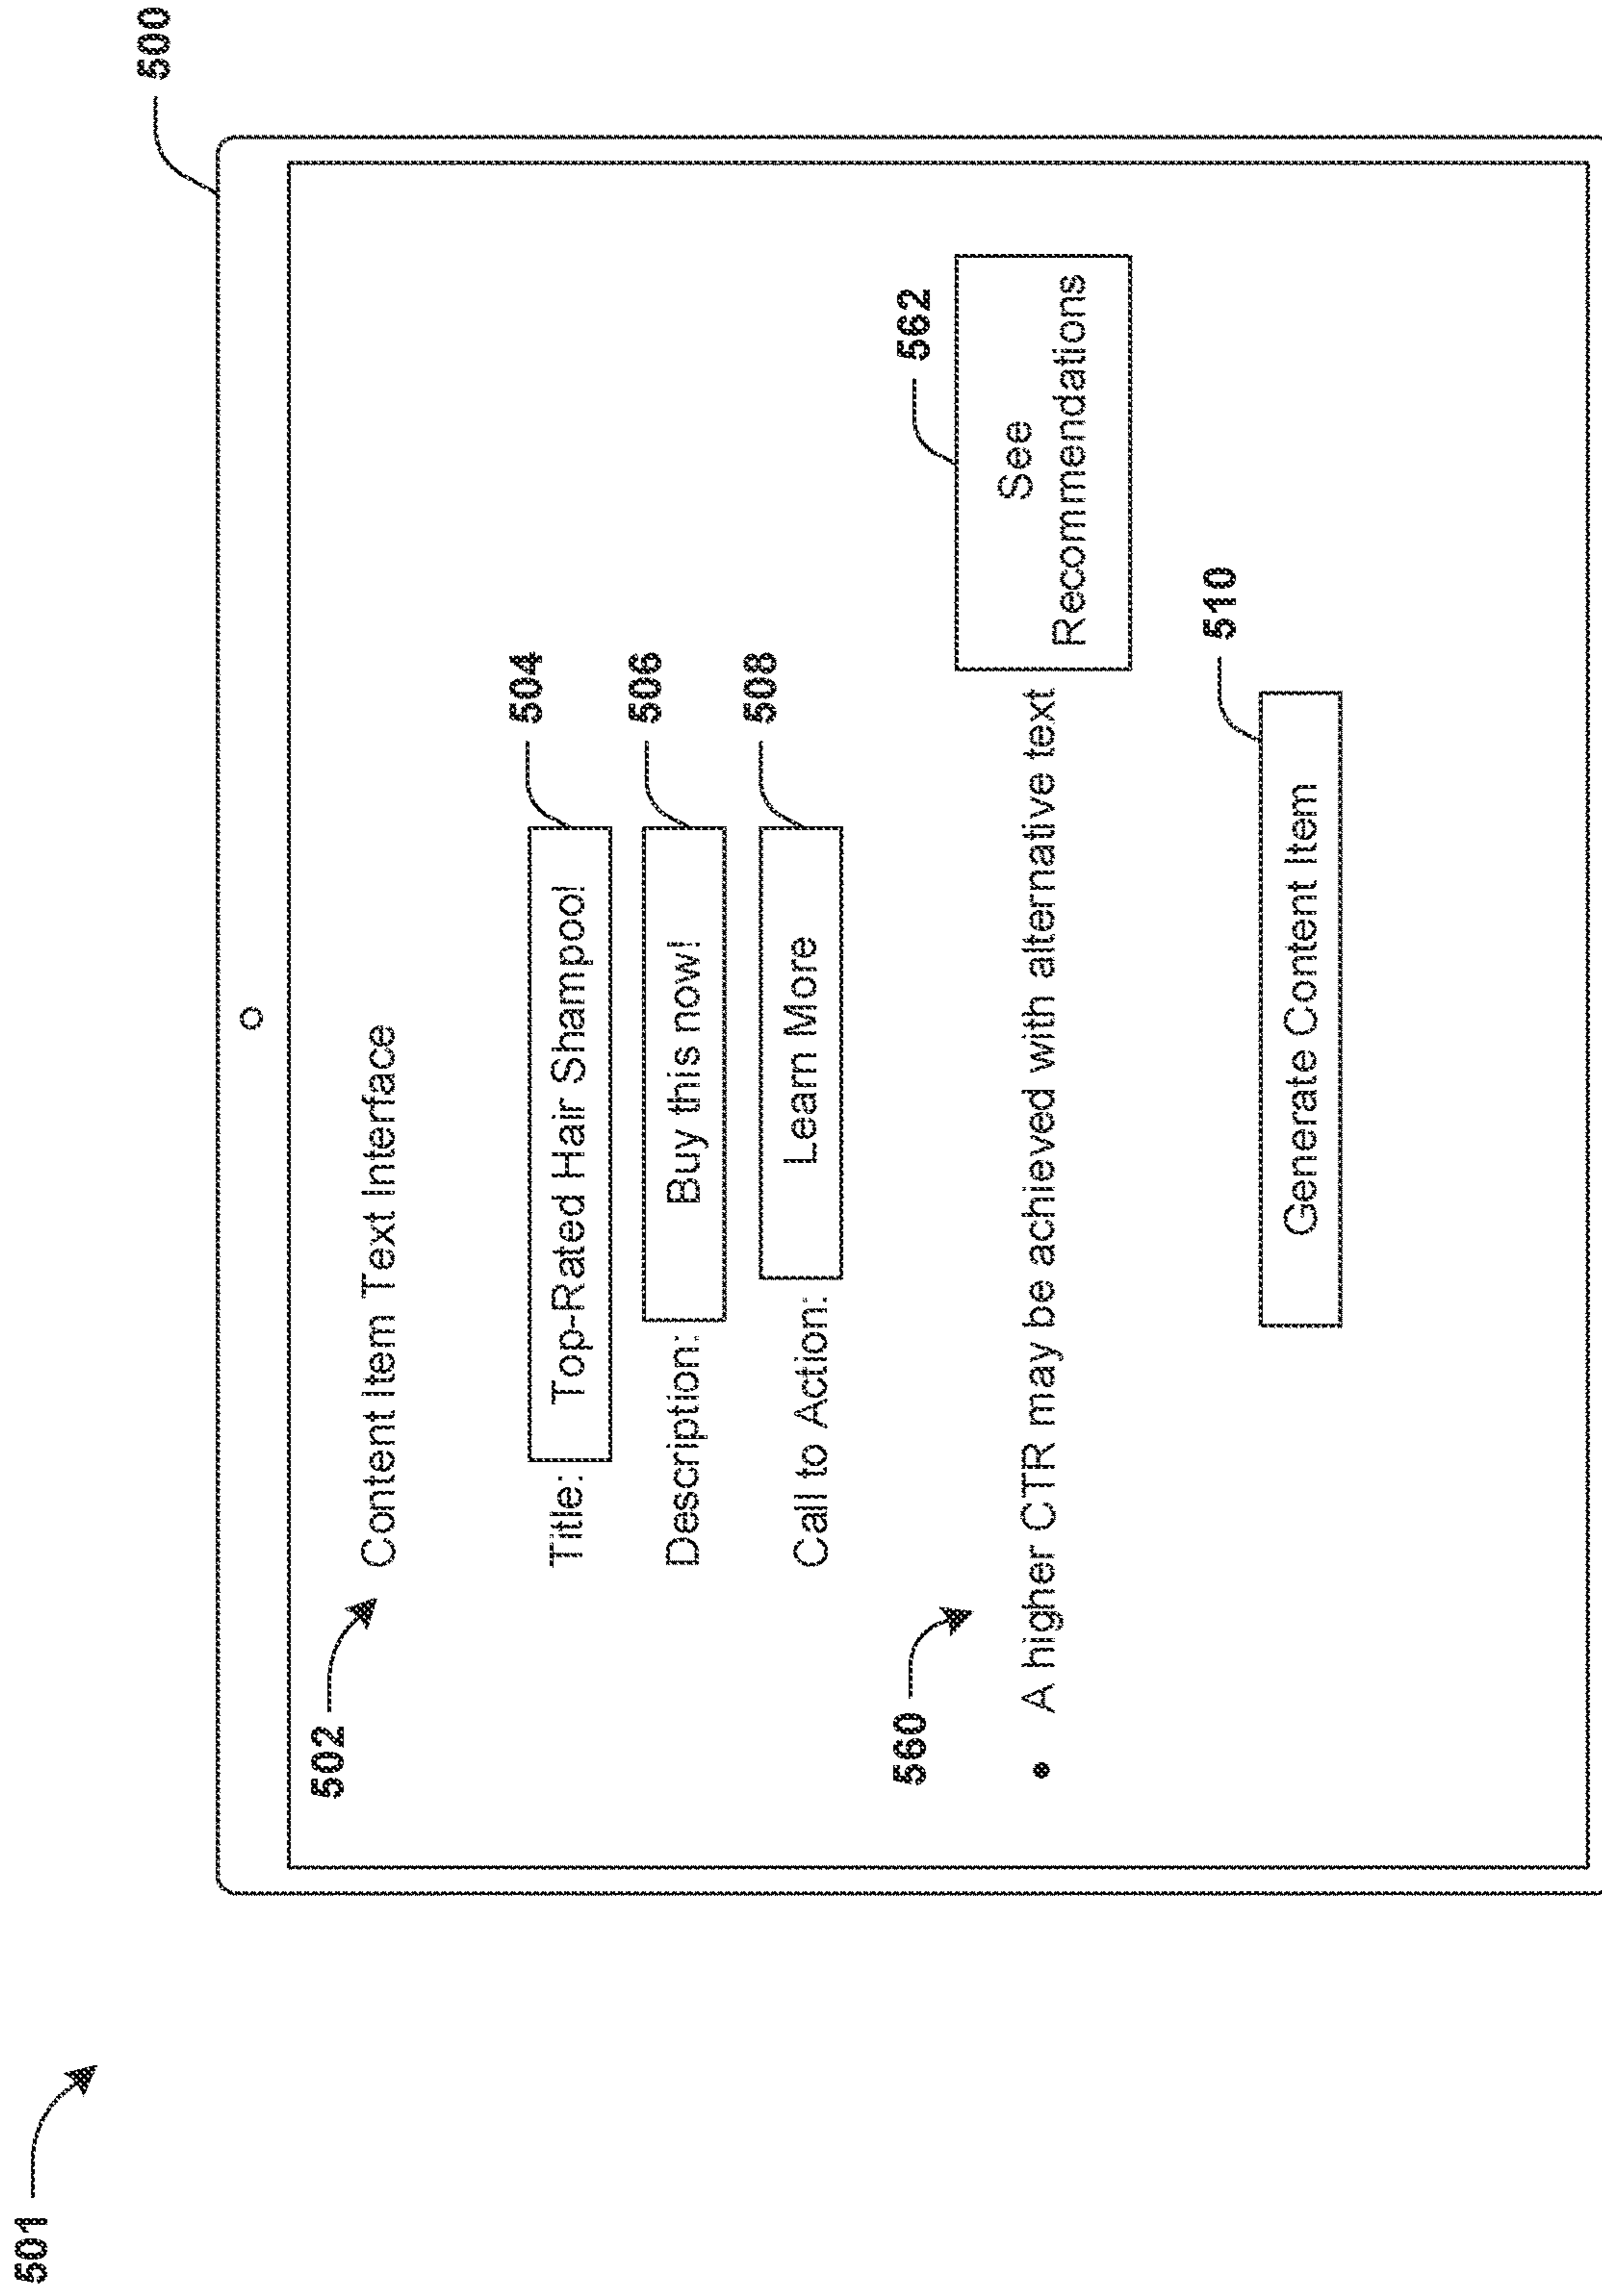 501
500
502
Content Item Text Interface
504
Title: Top-Rated Hair Shampoo!
506
Description: Buy this now!
508
Call to Action: Learn More
560
562
• A higher CTR may be achieved with alternative text
See
Recommendations
510
Generate Content Item